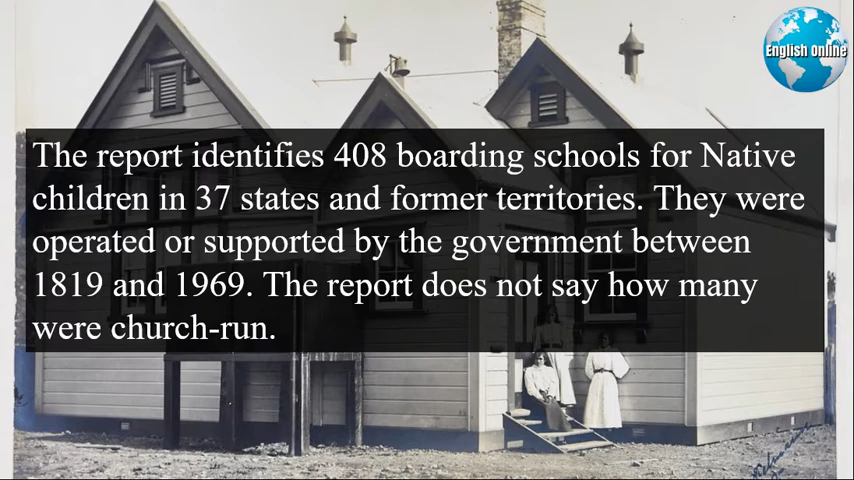 English Online
The report identifies 408 boarding schools for Native
children in 37 states and former territories. They were
operated or supported by the government between
1819 and 1969. The report does not say how many
were church-run.